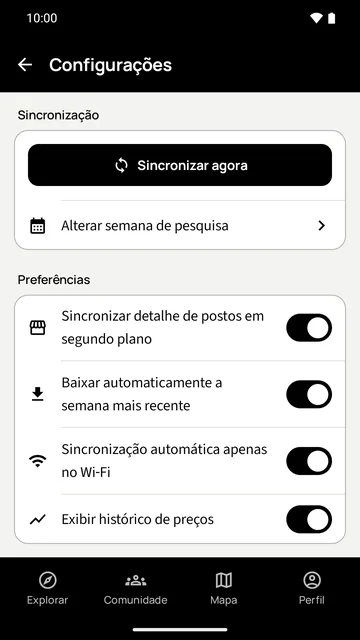 10:00
Configurações
Sincronização
Sincronizar agora
Alterar semana de pesquisa
Preferências
Sincronizar detalhe de postos em
segundo plano
Baixar automaticamente a
semana mais recente
Sincronização automática apenas
no Wi-Fi
Exibir histórico de preços
Explorar
Comunidade
Mapa
Perfil